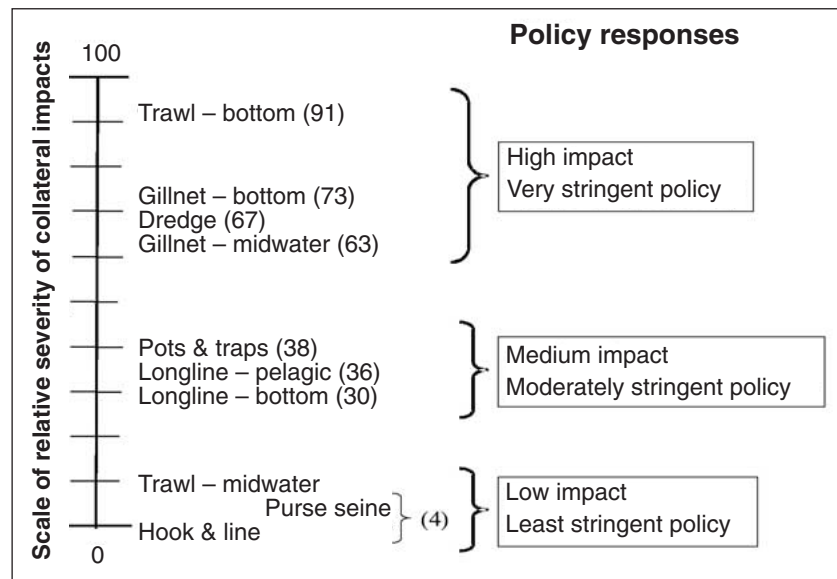 Policy responses
Scale of relative severity of collateral impacts
100
Trawl – bottom (91)
Gillnet – bottom (73)
Dredge (67)
Gillnet – midwater (63)
High impact
Very stringent policy
Pots & traps (38)
Longline – pelagic (36)
Longline – bottom (30)
Medium impact
Moderately stringent policy
Trawl – midwater
Purse seine
(4)
Hook & line
Low impact
Least stringent policy
0